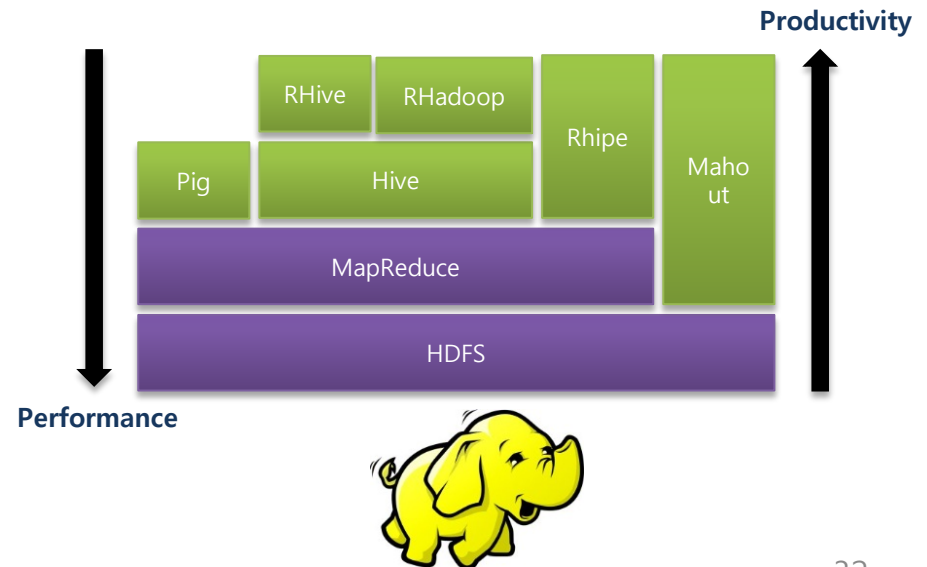 Productivity
RHive
RHadoop
Rhipe
Maho
ut
Pig
Hive
MapReduce
HDFS
Performance